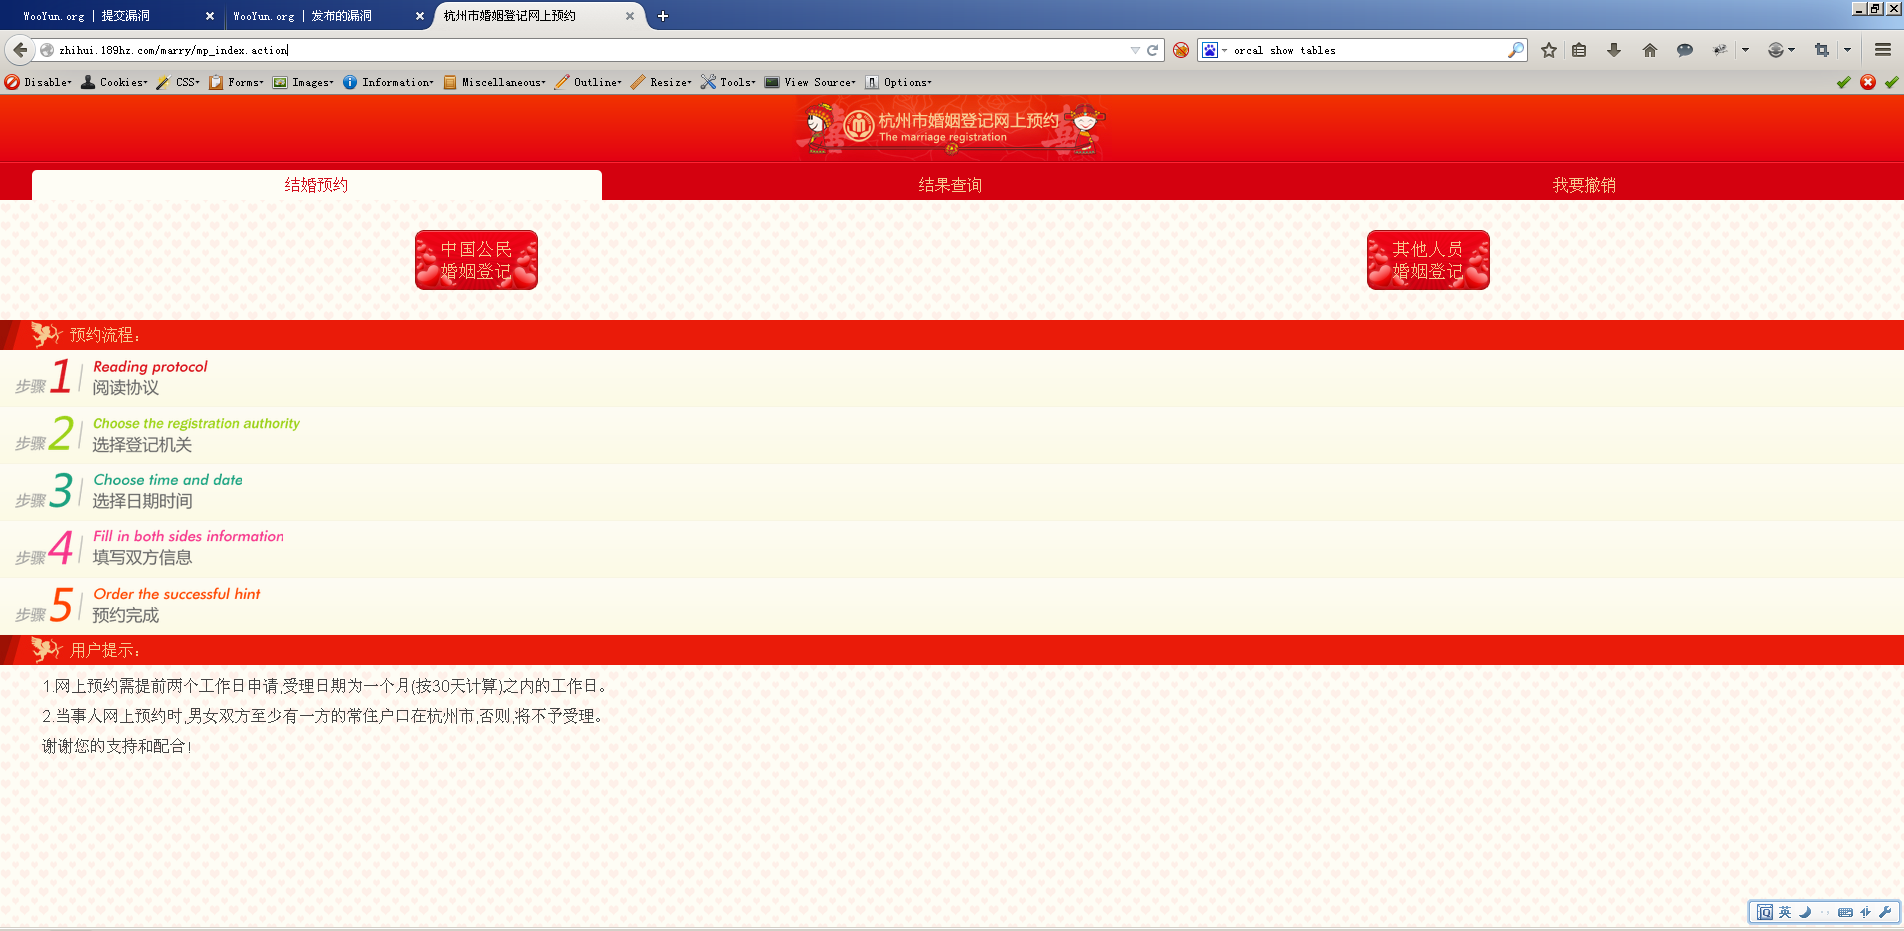 WooYun.org | 提交漏洞
WooYun.org | 发布的漏洞
杭州市婚姻登记网上预约
zhihui.189hz.com/marry/mp_index.action
orcal show tables
Disable
Cookies
CSS
Forms
Images
Information
Miscellaneous
Outline
Resize
Tools
View Source
Options
杭州市婚姻登记网上预约
The marriage registration
结婚预约
结果查询
我要撤销
中国公民
婚姻登记
其他人员
婚姻登记
预约流程:
步骤1
Reading protocol
阅读协议
步骤2
Choose the registration authority
选择登记机关
步骤3
Choose time and date
选择日期时间
步骤4
Fill in both sides information
填写双方信息
步骤5
Order the successful hint
预约完成
用户提示:
1.网上预约需提前两个工作日申请,受理日期为一个月(按30天计算)之内的工作日。
2.当事人网上预约时,男女双方至少有一方的常住户口在杭州市,否则,将不予受理。
谢谢您的支持和配合!
英